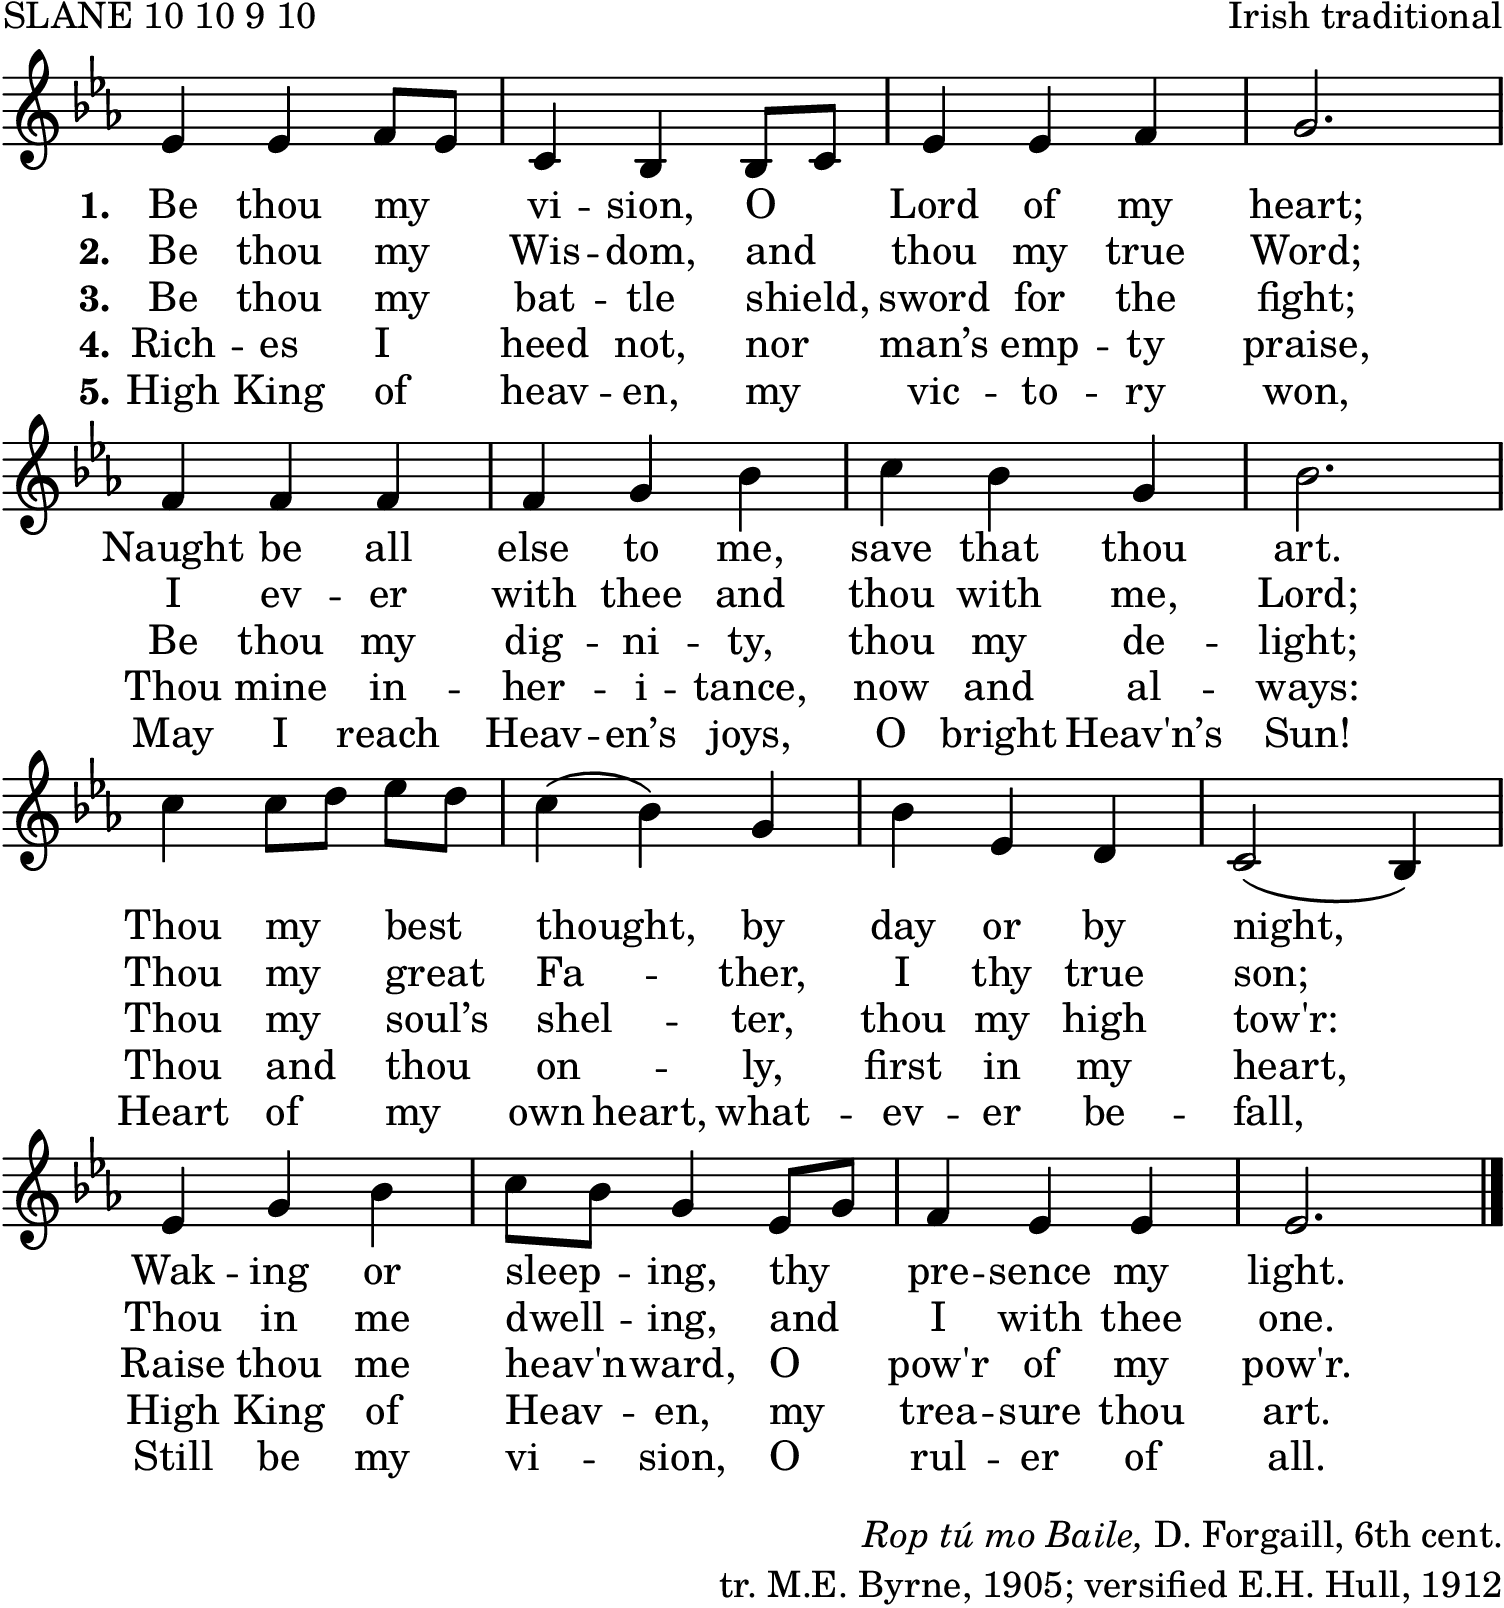 SLANE 10 10 9 10
Irish traditional
1. Be thou my vi -- sion, O Lord of my heart;
2. Be thou my Wis -- dom, and thou my true Word;
3. Be thou my bat -- tle shield, sword for the fight;
4. Rich -- es I heed not, nor man’s emp -- ty praise,
5. High King of heav -- en, my vic -- to -- ry won,
Naught be all else to me, save that thou art.
I ev -- er with thee and thou with me, Lord;
Be thou my dig -- ni -- ty, thou my de -- light;
Thou mine in -- her -- i -- tance, now and al -- ways:
May I reach Heav -- en’s joys, O bright Heav'n’s Sun!
Thou my best thought, by day or by night,
Thou my great Fa -- ther, I thy true son;
Thou my soul’s shel -- ter, thou my high tow'r:
Thou and thou on -- ly, first in my heart,
Heart of my own heart, what -- ev -- er be -- fall,
Wak -- ing or sleep -- ing, thy pre -- sence my light.
Thou in me dwell -- ing, and I with thee one.
Raise thou me heav'nward, O pow'r of my pow'r.
High King of Heav -- en, my trea -- sure thou art.
Still be my vi -- sion, O rul -- er of all.
Rop tú mo Baile, D. Forgaill, 6th cent.
tr. M.E. Byrne, 1905; versified E.H. Hull, 1912